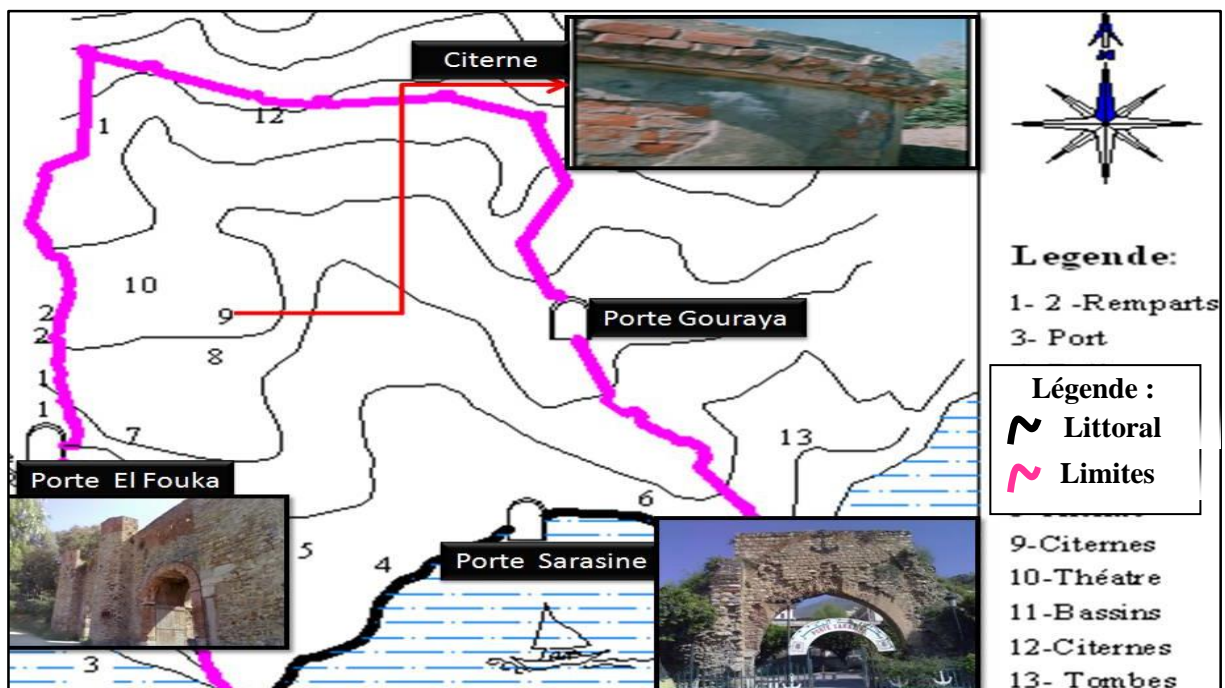 Citerne
1
12
10
9
2
2
8
1
1
7
Porte Gouraya
Porte El Fouka
Porte Sarasine
13
6
5
4
3
Legende:
1- 2 -Remparts
3- Port
Légende :
Littoral
Limites
9-Citernes
10-Théatre
11-Bassins
12-Citernes
13- Tombes